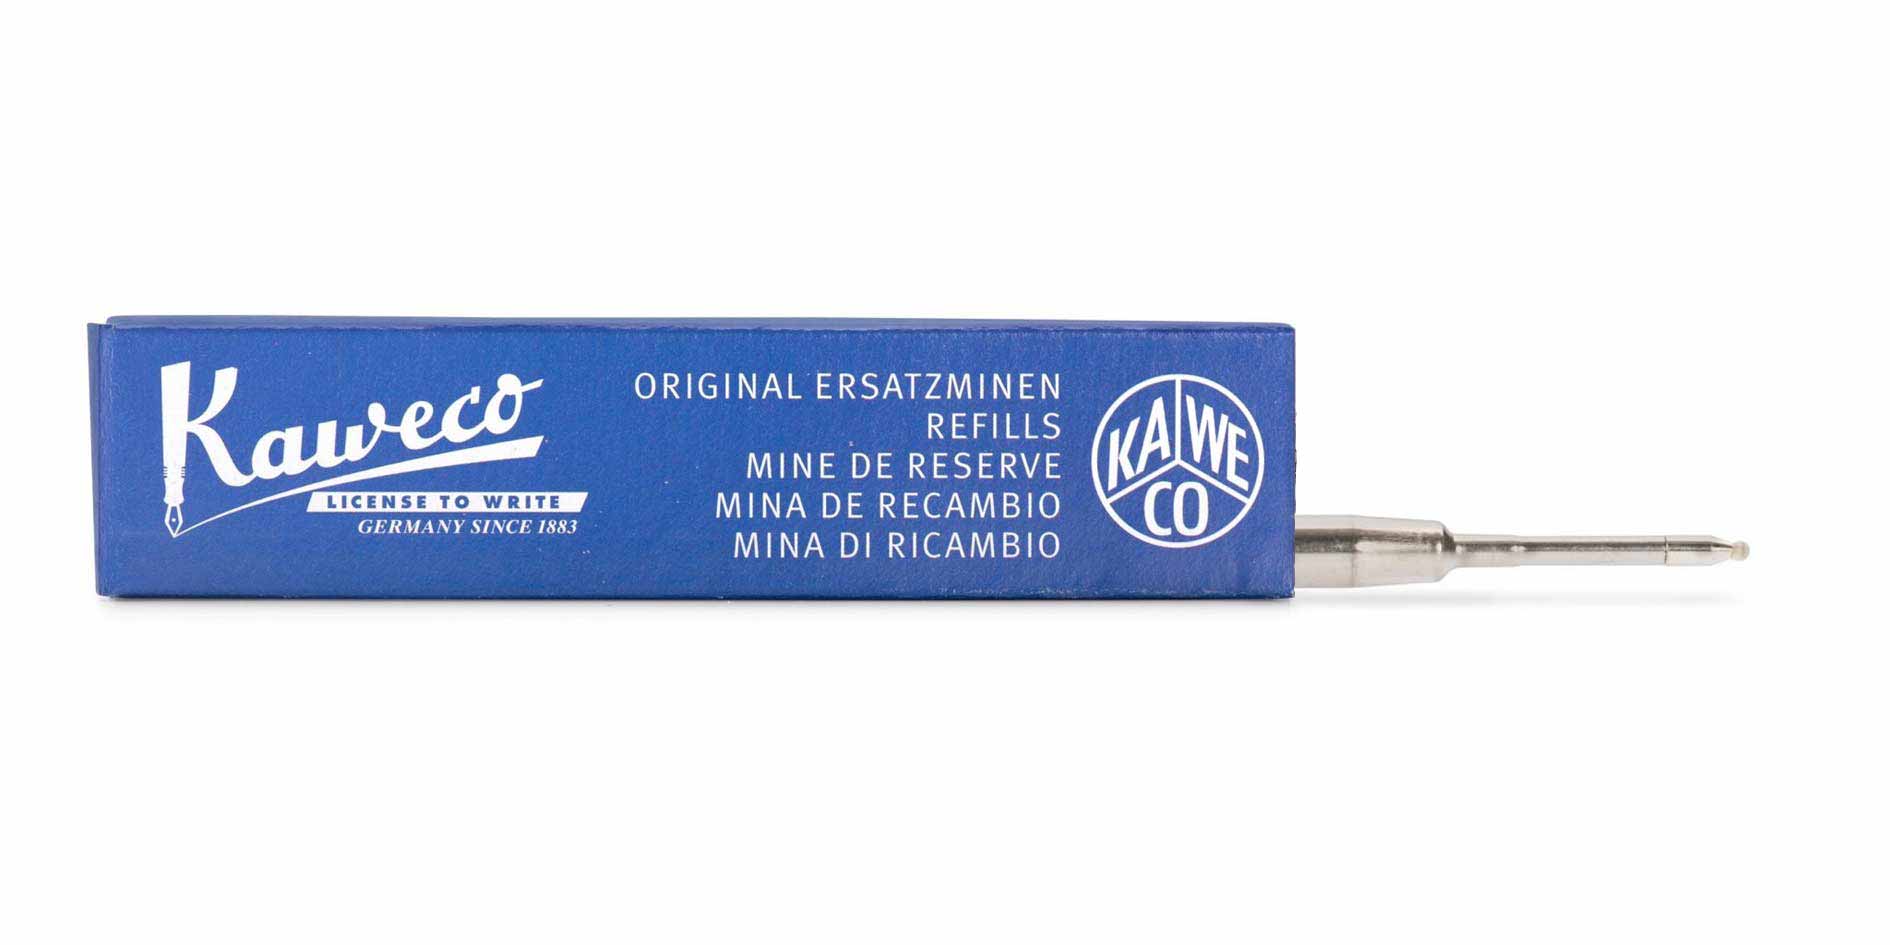 Kaweco
LICENSE TO WRITE
GERMANY SINCE 1883
ORIGINAL ERSATZMINEN
REFILLS
MINE DE RESERVE
MINA DE RECAMBIO
MINA DI RICAMBIO
KA WE
CO